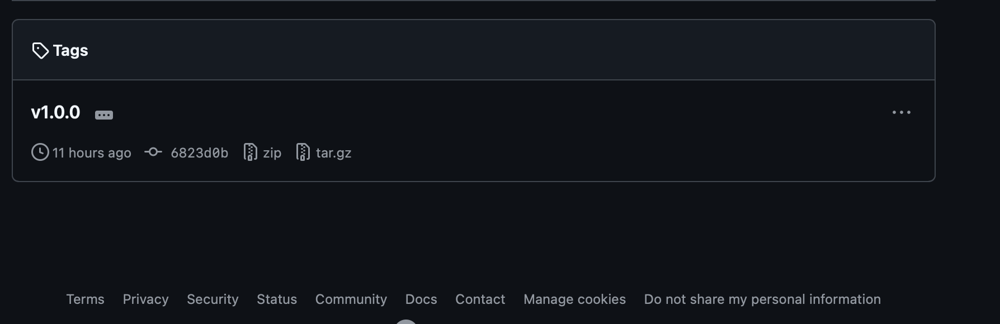 Tags
v1.0.0
11 hours ago 6823d0b zip tar.gz
Terms Privacy Security Status Community Docs Contact Manage cookies Do not share my personal information